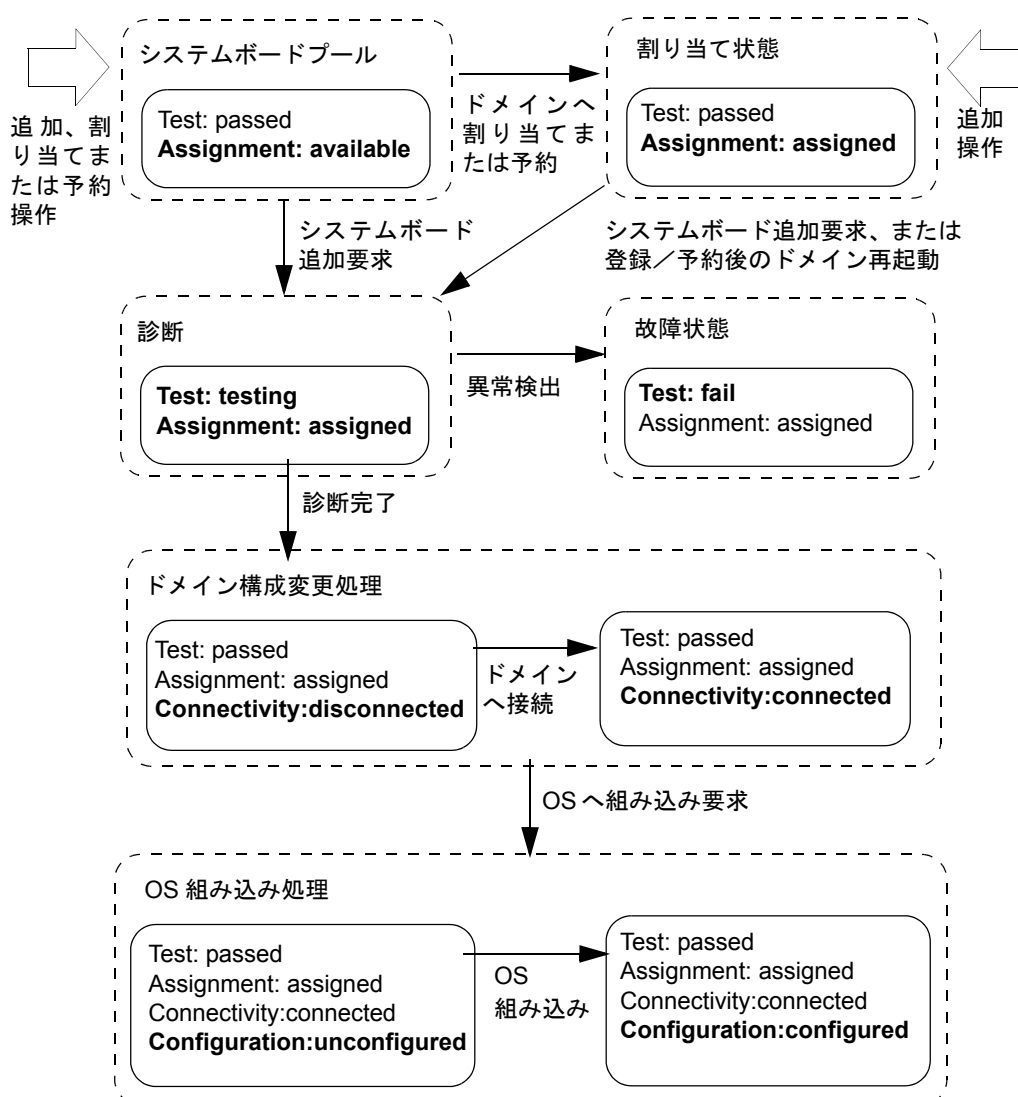 システムボードプール
Test: passed
Assignment: available
追加、割
り当てま
たは予約
操作
ドメインへ
割り当てま
たは予約
割り当て状態
Test: passed
Assignment: assigned
追加
操作
システムボード
追加要求
システムボード追加要求、または
登録／予約後のドメイン再起動
診断
Test: testing
Assignment: assigned
異常検出
故障状態
Test: fail
Assignment: assigned
診断完了
ドメイン構成変更処理
Test: passed
Assignment: assigned
Connectivity:disconnected
ドメイン
へ接続
Test: passed
Assignment: assigned
Connectivity:connected
OS へ組み込み要求
OS 組み込み処理
Test: passed
Assignment: assigned
Connectivity:connected
Configuration:unconfigured
OS
組み込み
Test: passed
Assignment: assigned
Connectivity:connected
Configuration:configured